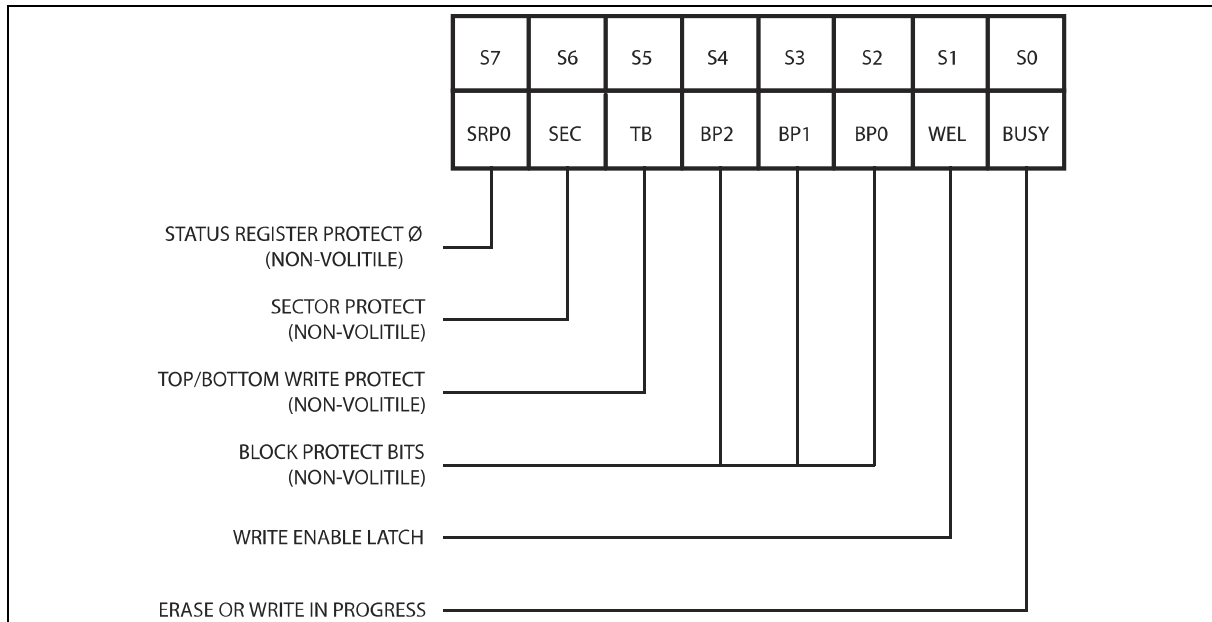 S7 S6 S5 S4 S3 S2 S1 S0
SRP0 SEC TB BP2 BP1 BP0 WEL BUSY
STATUS REGISTER PROTECT Ø
(NON-VOLITILE)
SECTOR PROTECT
(NON-VOLITILE)
TOP/BOTTOM WRITE PROTECT
(NON-VOLITILE)
BLOCK PROTECT BITS
(NON-VOLITILE)
WRITE ENABLE LATCH
ERASE OR WRITE IN PROGRESS